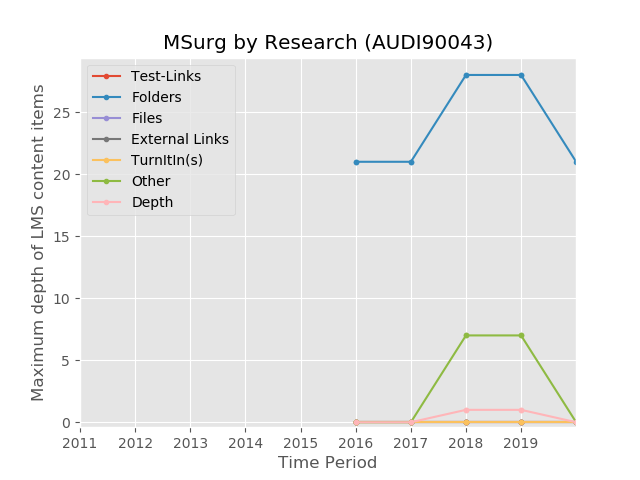 MSurg by Research (AUDI90043)
Test-Links
Folders
Files
External Links
TurnItIn(s)
Other
Depth
Maximum depth of LMS content items
25
20
15
10
5
0
2011 2012 2013 2014 2015 2016 2017 2018 2019
Time Period